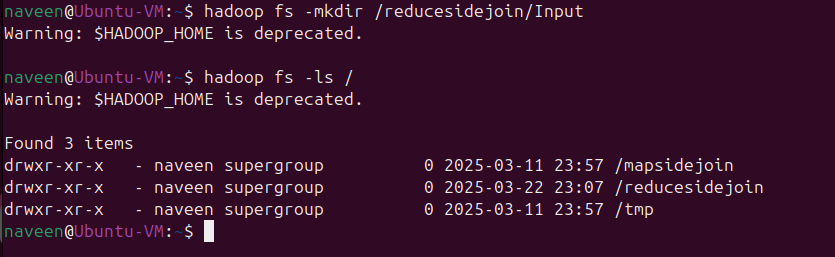 naveen@Ubuntu-VM:~$ hadoop fs -mkdir /reducesidejoin/Input
Warning: $HADOOP_HOME is deprecated.

naveen@Ubuntu-VM:~$ hadoop fs -ls /
Warning: $HADOOP_HOME is deprecated.

Found 3 items
drwxr-xr-x   - naveen supergroup          0 2025-03-11 23:57 /mapsidejoin
drwxr-xr-x   - naveen supergroup          0 2025-03-22 23:07 /reducesidejoin
drwxr-xr-x   - naveen supergroup          0 2025-03-11 23:57 /tmp
naveen@Ubuntu-VM:~$